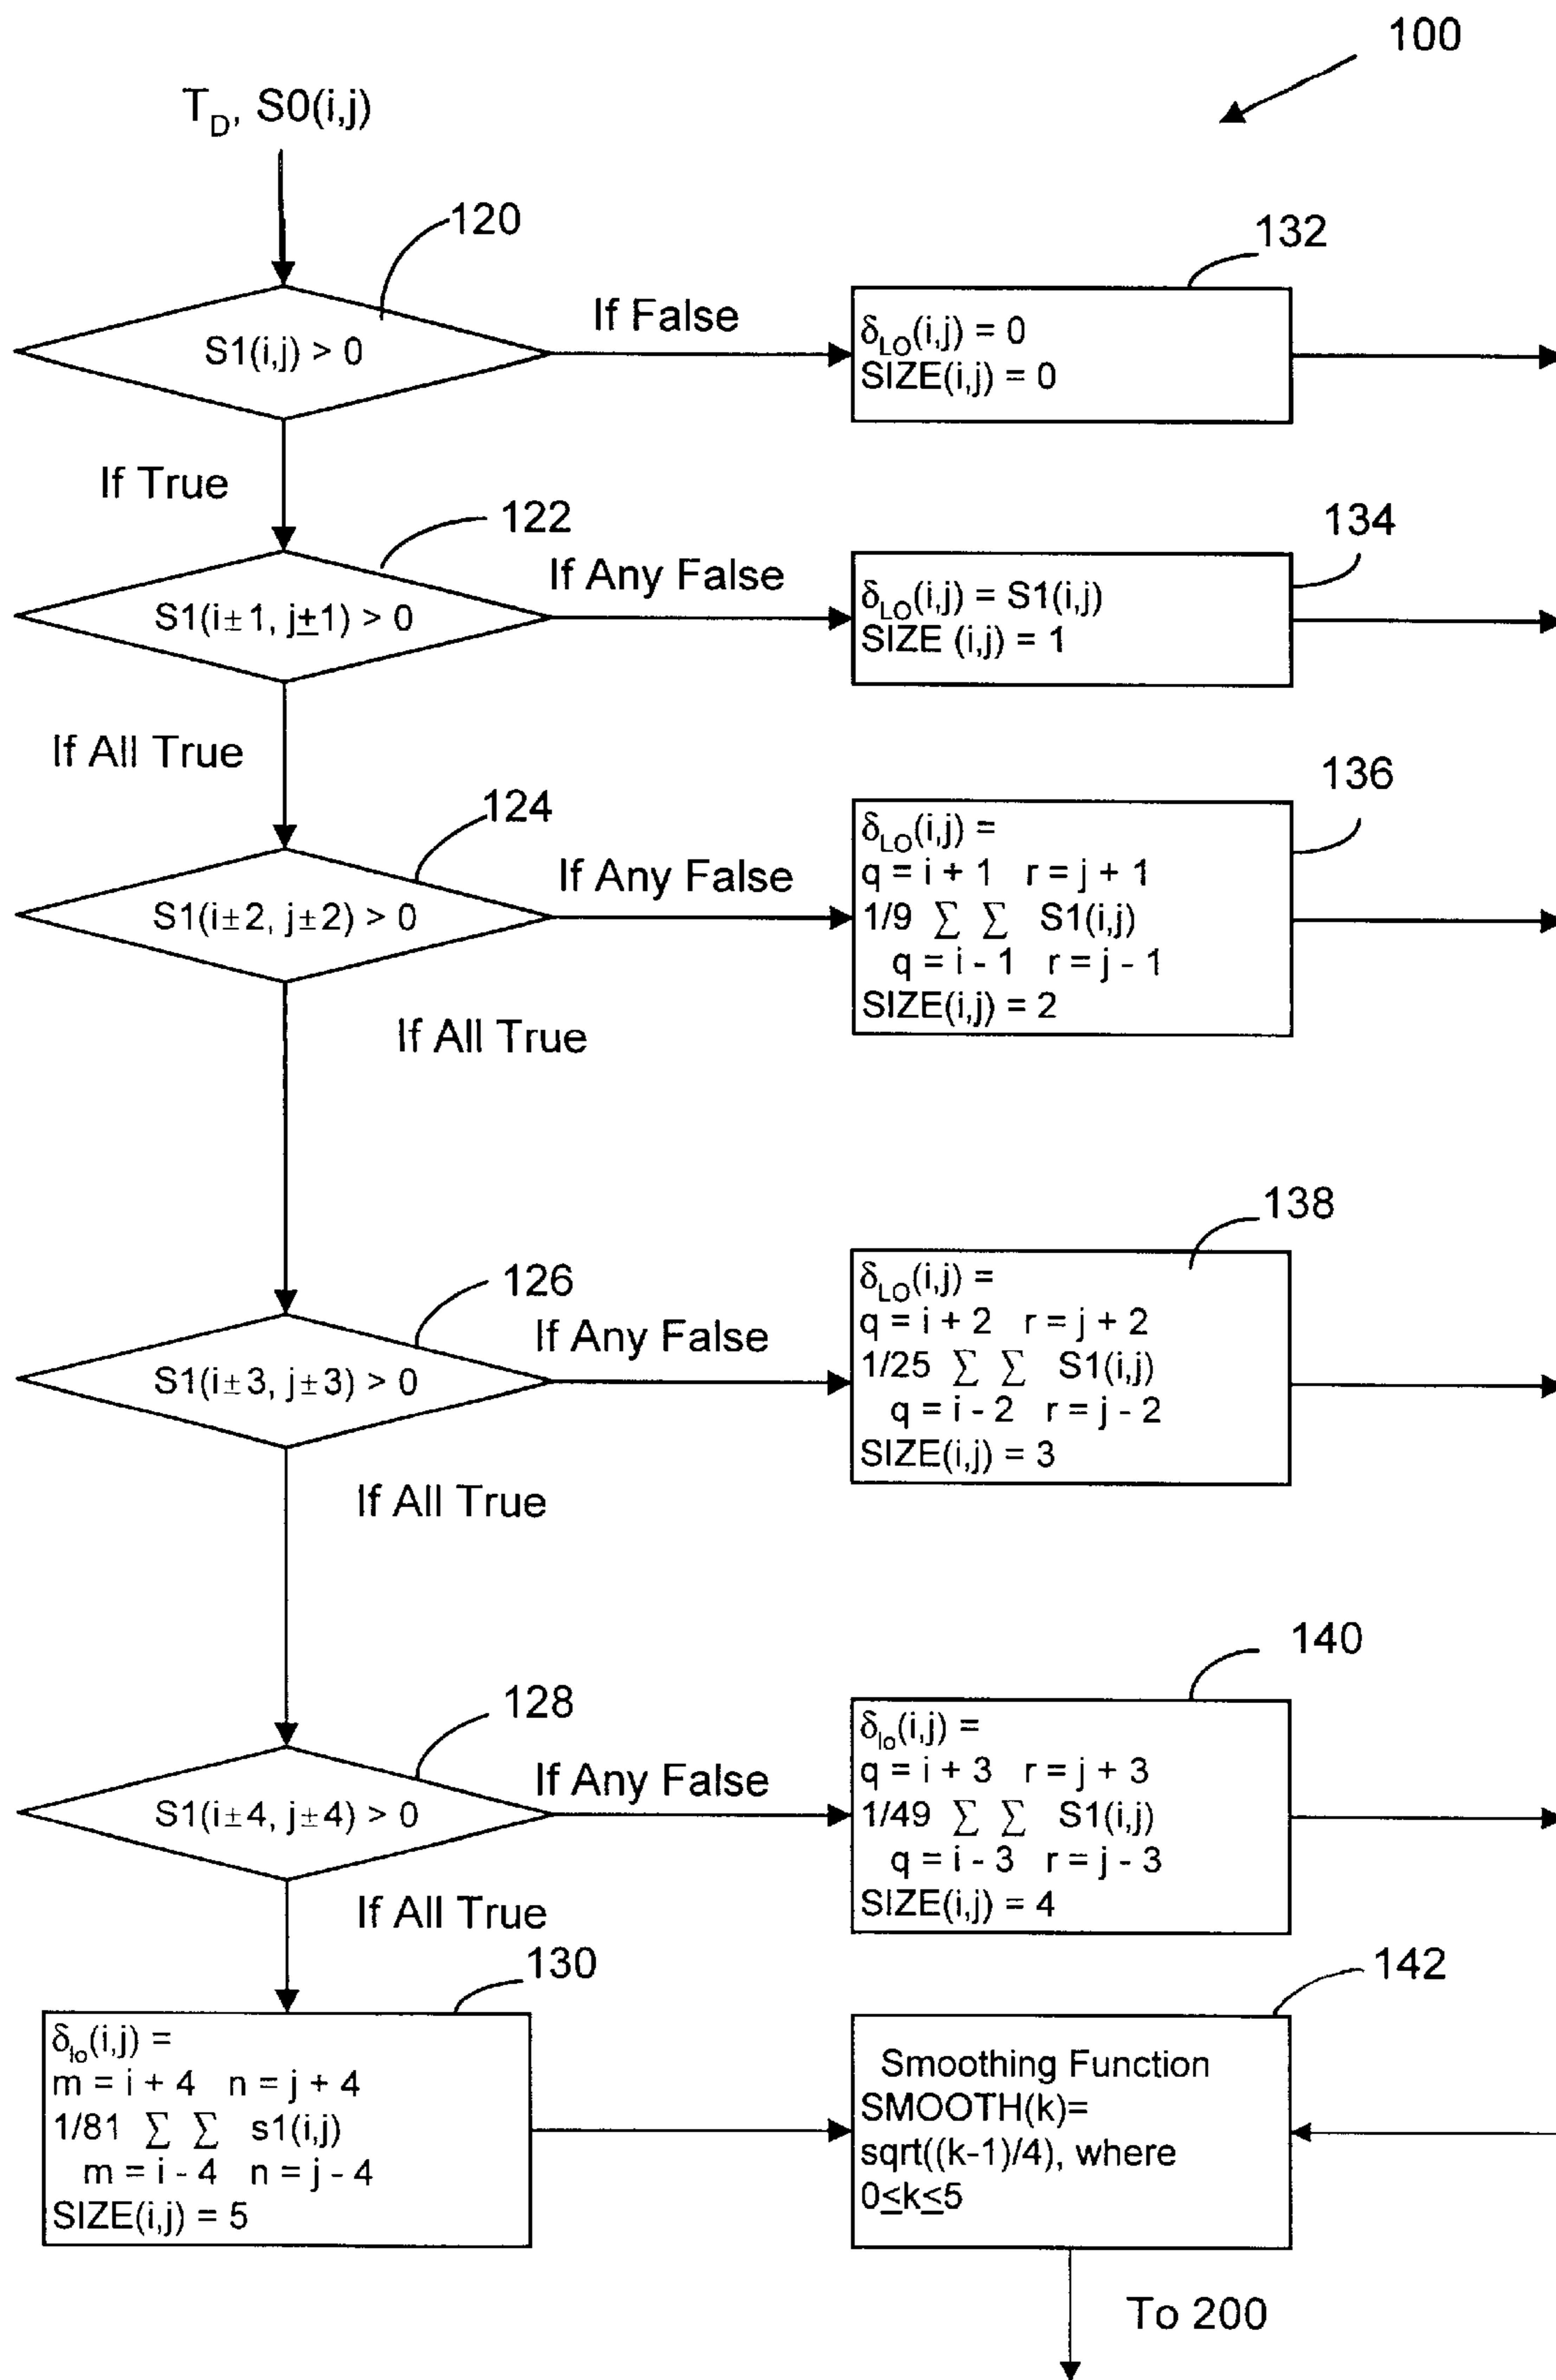 100
T_D, S0(i,j)
120
132
S1(i,j) > 0
If False
δ_LO(i,j) = 0
SIZE(i,j) = 0
If True
122
134
S1(i±1, j±1) > 0
If Any False
δ_LO(i,j) = S1(i,j)
SIZE (i,j) = 1
If All True
124
136
S1(i±2, j±2) > 0
If Any False
δ_LO(i,j) =
q = i + 1 r = j + 1
1/9 ∑ ∑ S1(i,j)
q = i - 1 r = j - 1
SIZE(i,j) = 2
If All True
126
138
S1(i±3, j±3) > 0
If Any False
δ_LO(i,j) =
q = i + 2 r = j + 2
1/25 ∑ ∑ S1(i,j)
q = i - 2 r = j - 2
SIZE(i,j) = 3
If All True
128
140
S1(i±4, j±4) > 0
If Any False
δ_lo(i,j) =
q = i + 3 r = j + 3
1/49 ∑ ∑ S1(i,j)
q = i - 3 r = j - 3
SIZE(i,j) = 4
If All True
130
142
δ_lo(i,j) =
m = i + 4 n = j + 4
1/81 ∑ ∑ s1(i,j)
m = i - 4 n = j - 4
SIZE(i,j) = 5
Smoothing Function
SMOOTH(k)=
sqrt((k-1)/4), where
0≤k≤5
To 200